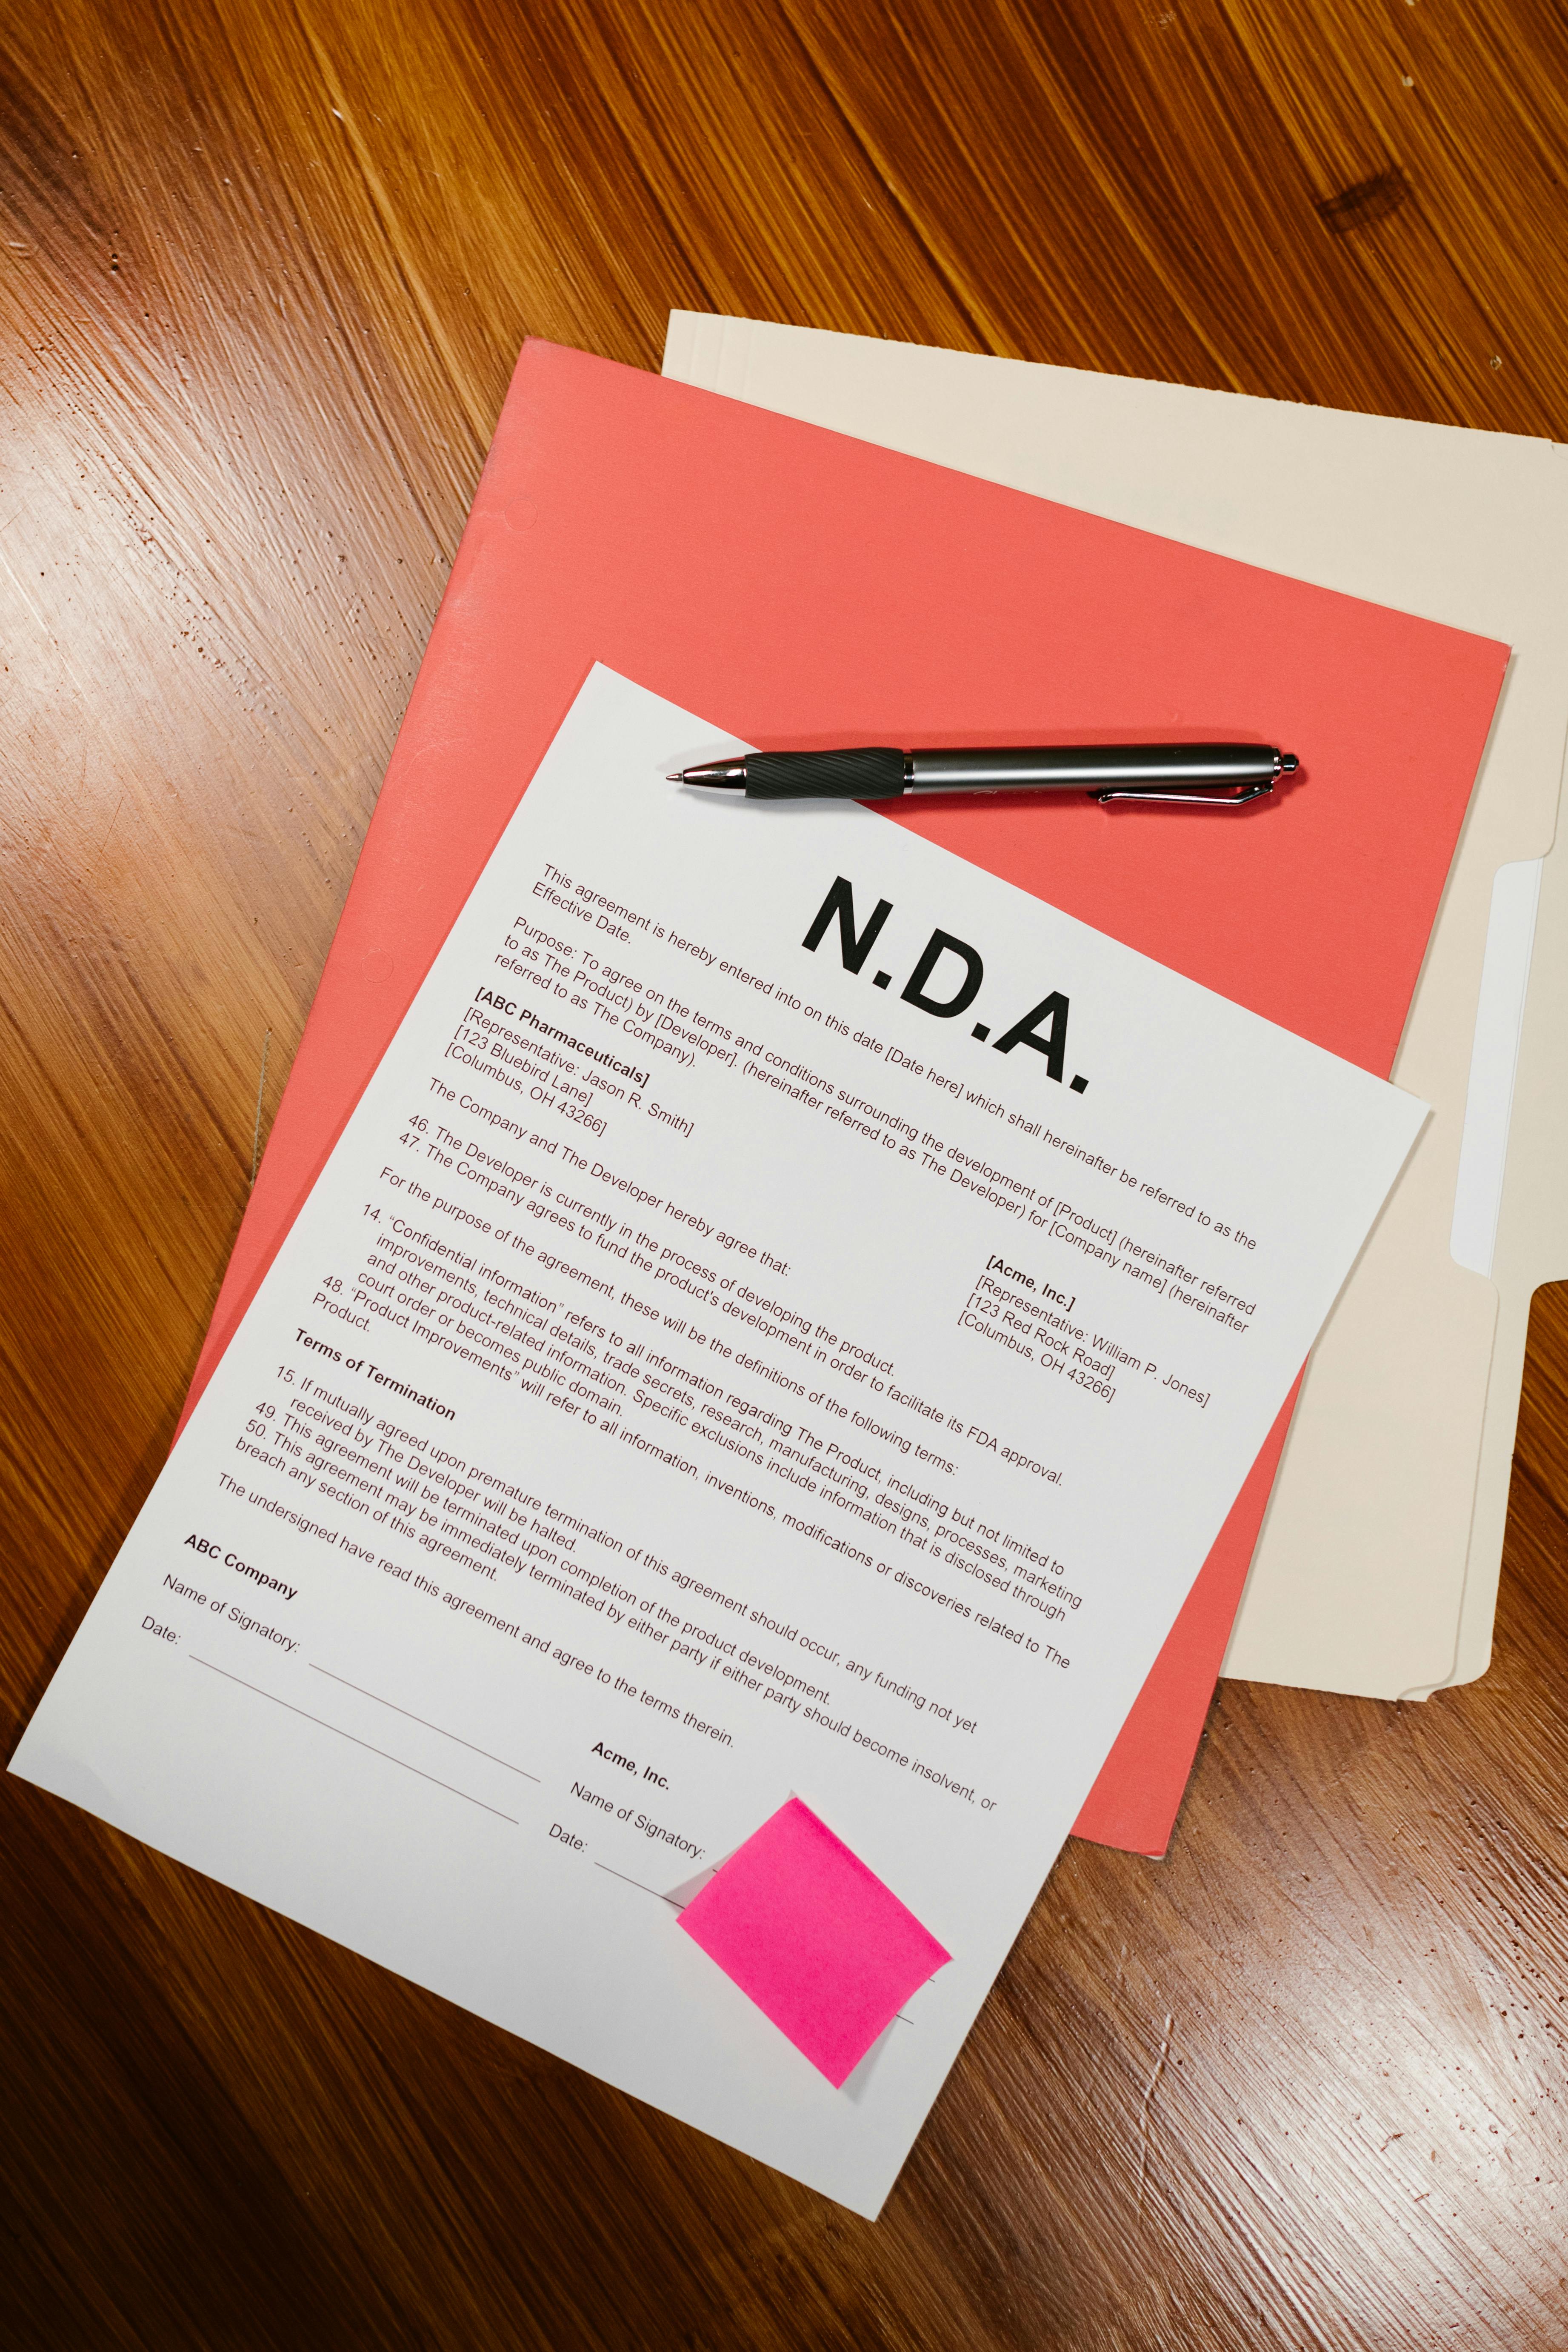 N.D.A.
This agreement is hereby entered into on this date [Date here] which shall hereinafter be referred to as the
Effective Date.
Purpose: To agree on the terms and conditions surrounding the development of [Product] (hereinafter referred
to as The Product) by [Developer]. (hereinafter referred to as The Developer) for [Company name] (hereinafter
referred to as The Company).
[ABC Pharmaceuticals]
[Representative: Jason R. Smith]
[123 Bluebird Lane]
[Columbus, OH 43266]
[Acme, Inc.]
[Representative: William P. Jones]
[123 Red Rock Road]
[Columbus, OH 43266]
The Company and The Developer hereby agree that:
46. The Developer is currently in the process of developing the product.
47. The Company agrees to fund the product's development in order to facilitate its FDA approval.
For the purpose of the agreement, these will be the definitions of the following terms:
14. “Confidential information” refers to all information regarding The Product, including but not limited to
improvements, technical details, trade secrets, research, manufacturing, designs, processes, marketing
and other product-related information. Specific exclusions include information that is disclosed through
court order or becomes public domain.
48. “Product Improvements” will refer to all information, inventions, modifications or discoveries related to The
Product.
Terms of Termination
15. If mutually agreed upon premature termination of this agreement should occur, any funding not yet
received by The Developer will be halted.
49. This agreement will be terminated upon completion of the product development.
50. This agreement may be immediately terminated by either party if either party should become insolvent, or
breach any section of this agreement.
The undersigned have read this agreement and agree to the terms therein.
ABC Company
Name of Signatory:
Date:
Acme, Inc.
Name of Signatory:
Date: